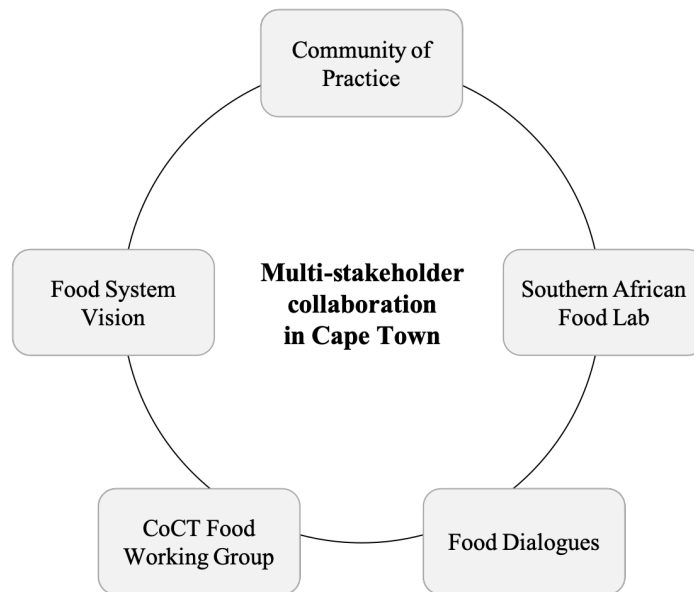 Community of
Practice
Food System
Vision
Multi-stakeholder
collaboration
in Cape Town
Southern African
Food Lab
CoCT Food
Working Group
Food Dialogues